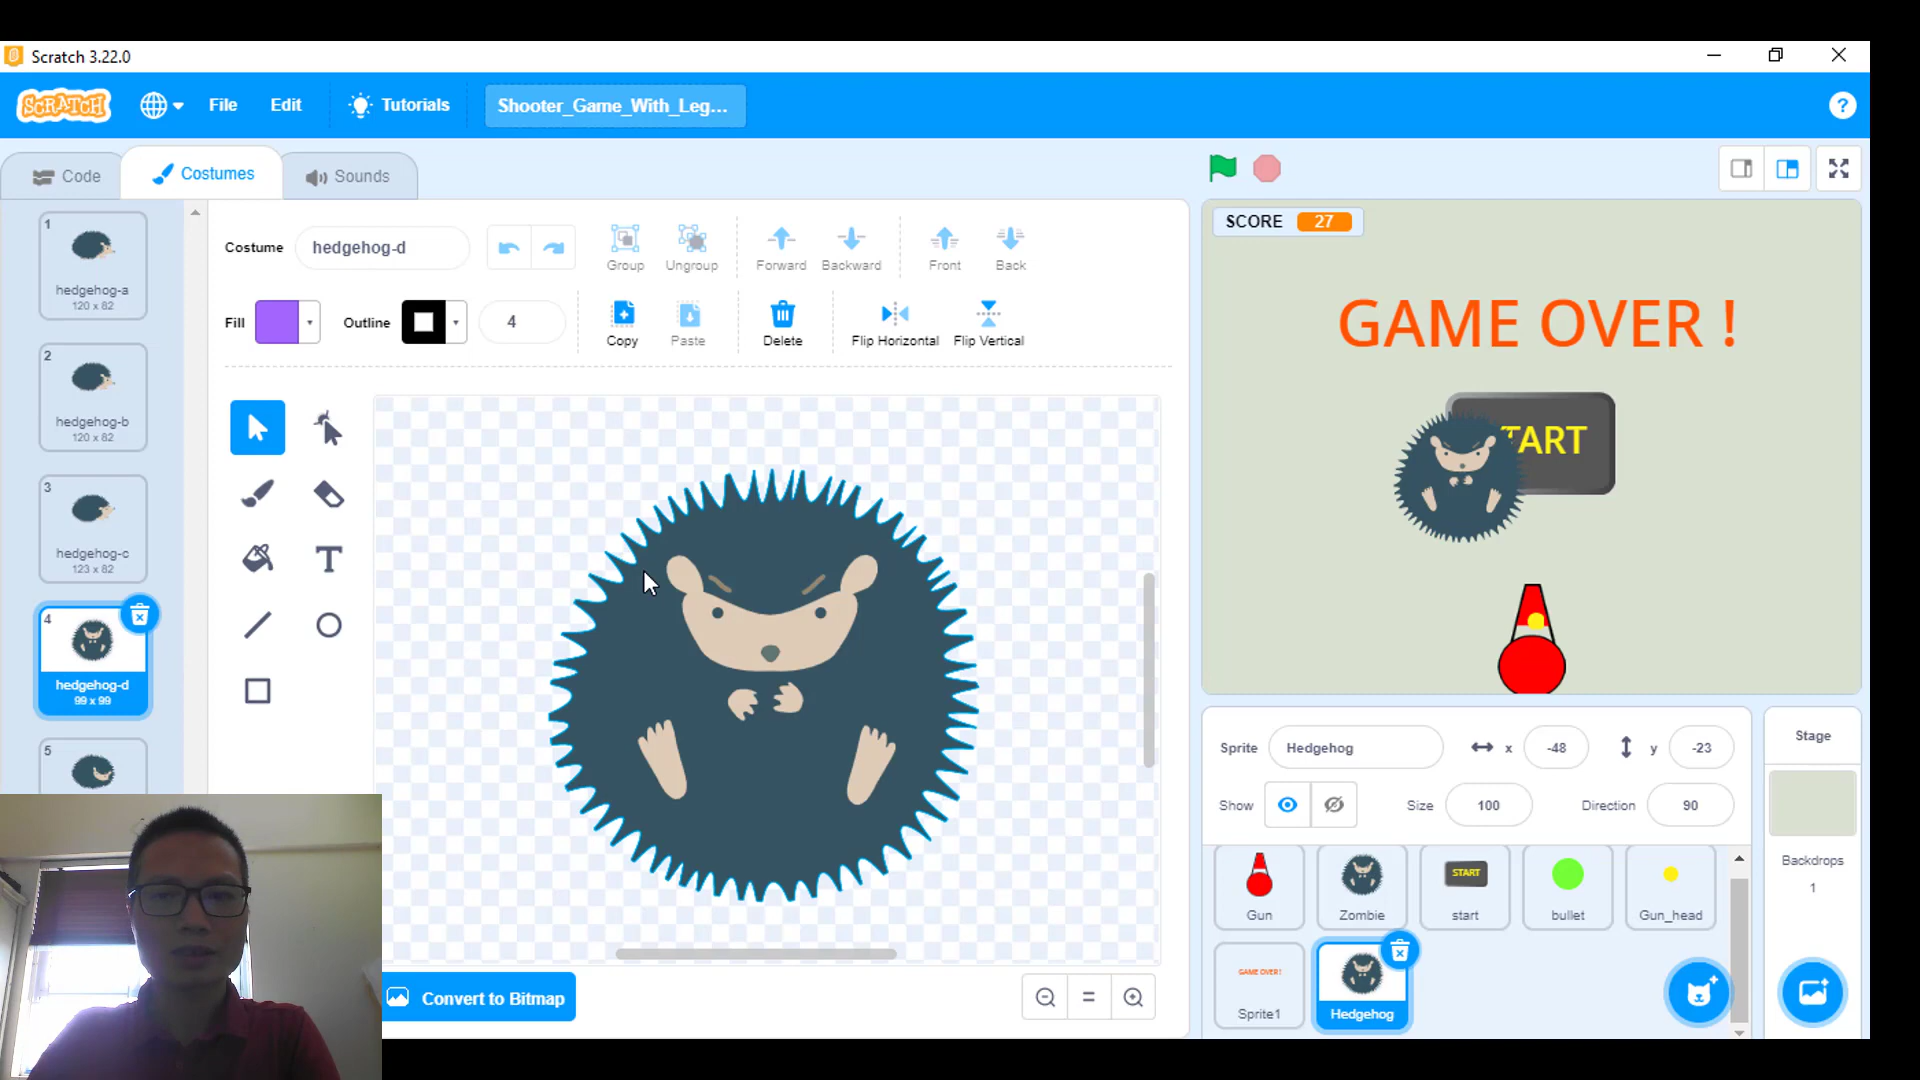 Scratch 3.22.0
SCRATCH
File
Edit
Tutorials
Shooter_Game_With_Leg...
?
Code
Costumes
Sounds
1
hedgehog-a
120 x 82
2
hedgehog-b
120 x 82
3
hedgehog-c
123 x 82
4
hedgehog-d
99 x 99
5
Costume
hedgehog-d
Group
Ungroup
Forward
Backward
Front
Back
Fill
Outline
4
Copy
Paste
Delete
Flip Horizontal
Flip Vertical
T
Convert to Bitmap
SCORE 27
GAME OVER !
TART
Sprite
Hedgehog
x
-48
y
-23
Show
Size
100
Direction
90
Stage
Backdrops
1
Gun
Zombie
START
start
bullet
Gun_head
GAME OVER !
Sprite1
Hedgehog